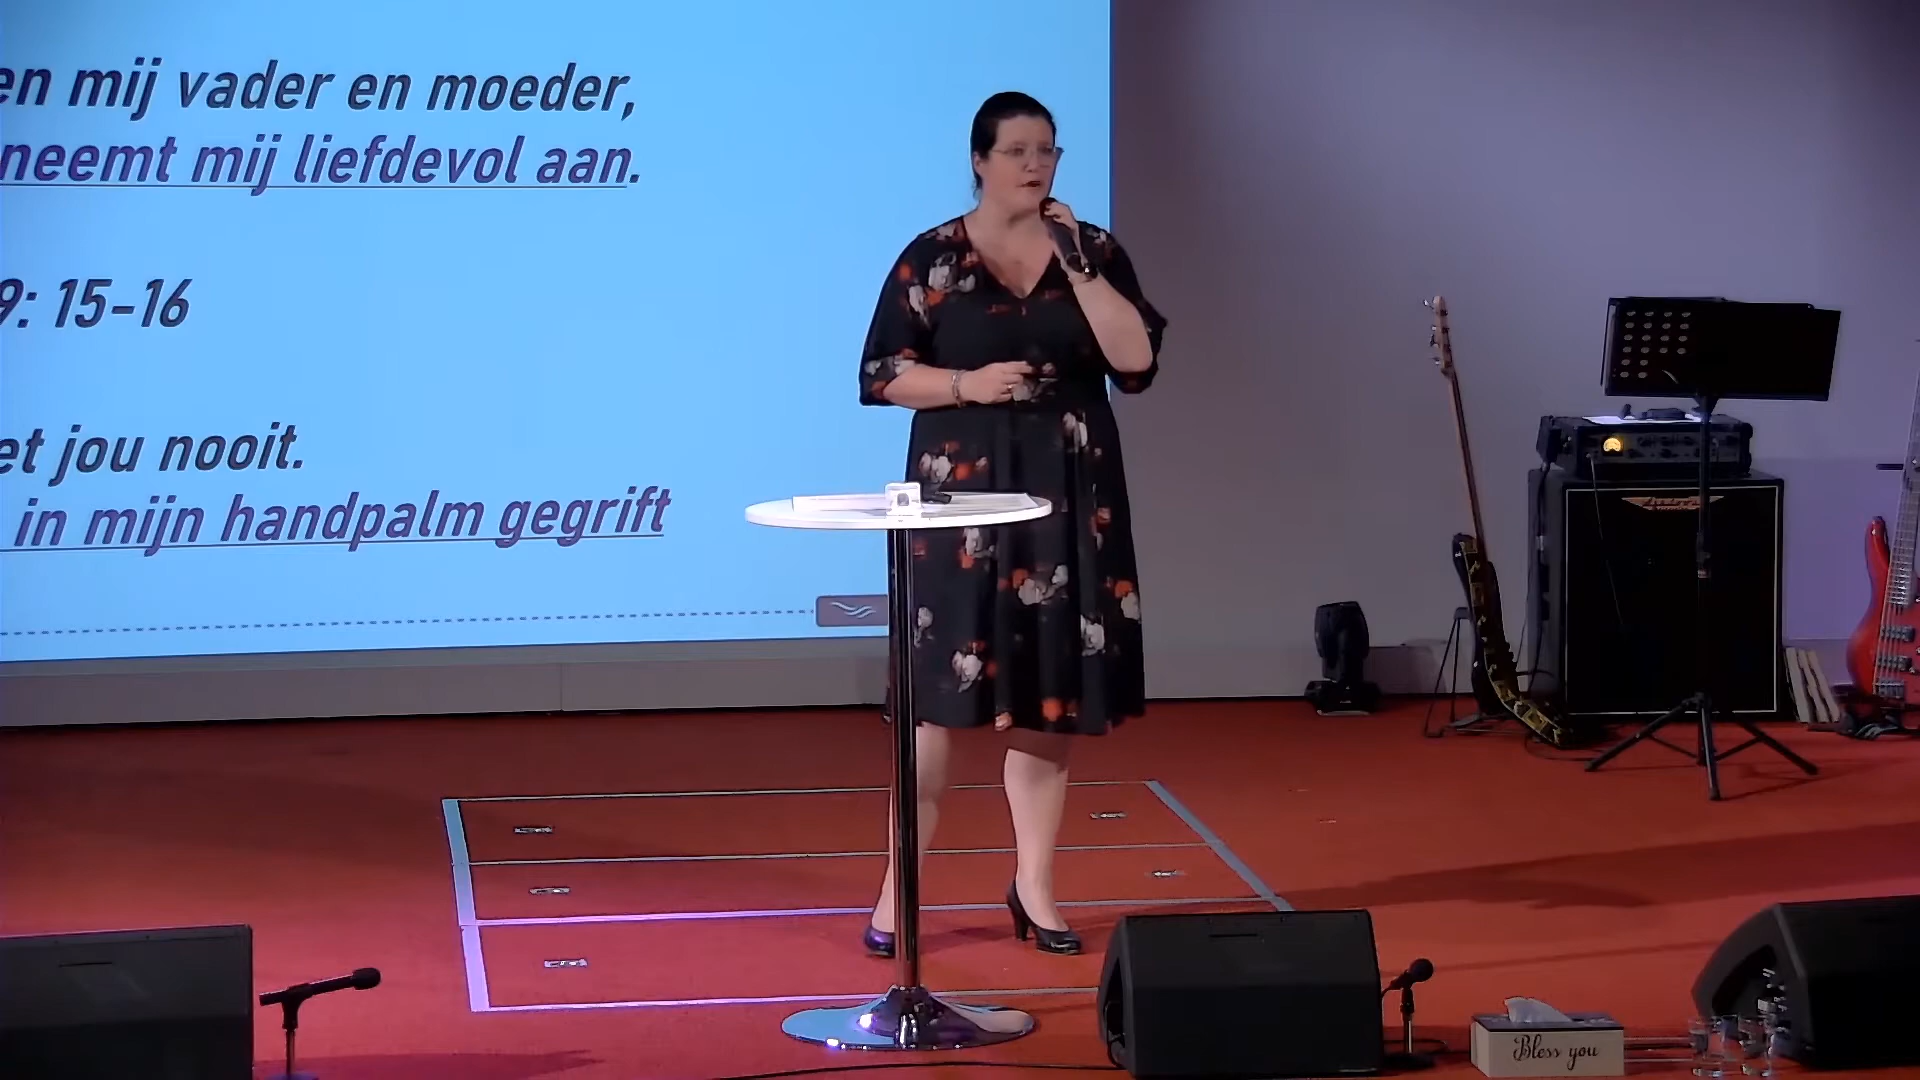 en mij vader en moeder,
neemt mij liefdevol aan.
9: 15-16
et jou nooit.
in mijn handpalm gegrift
Bless you